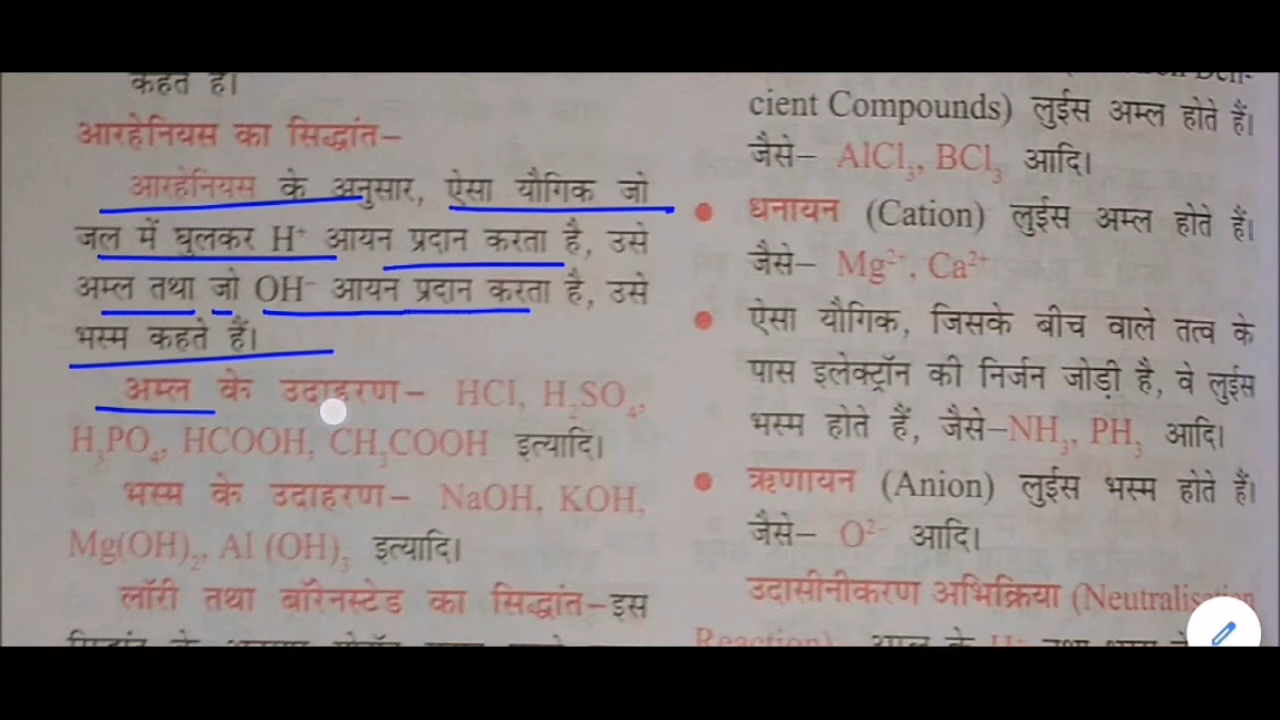 कहते हैं।
आरहेनियस का सिद्धांत–
आरहेनियस के अनुसार, ऐसा यौगिक जो
जल में घुलकर H⁺ आयन प्रदान करता है, उसे
अम्ल तथा जो OH⁻ आयन प्रदान करता है, उसे
भस्म कहते हैं।
अम्ल के उदाहरण– HCl, H₂SO₄,
H₃PO₄, HCOOH, CH₃COOH इत्यादि।
भस्म के उदाहरण– NaOH, KOH,
Mg(OH)₂, Al (OH)₃ इत्यादि।
लॉरी तथा बॉरेनस्टेड का सिद्धांत–इस
cient Compounds) लुईस अम्ल होते हैं।
जैसे– AlCl₃, BCl₃ आदि।
● धनायन (Cation) लुईस अम्ल होते हैं।
जैसे– Mg²⁺, Ca²⁺
● ऐसा यौगिक, जिसके बीच वाले तत्व के
पास इलेक्ट्रॉन की निर्जन जोड़ी है, वे लुईस
भस्म होते हैं, जैसे–NH₃, PH₃ आदि।
● ऋणायन (Anion) लुईस भस्म होते हैं।
जैसे– O²⁻ आदि।
उदासीनीकरण अभिक्रिया (Neutralisation
Reaction)